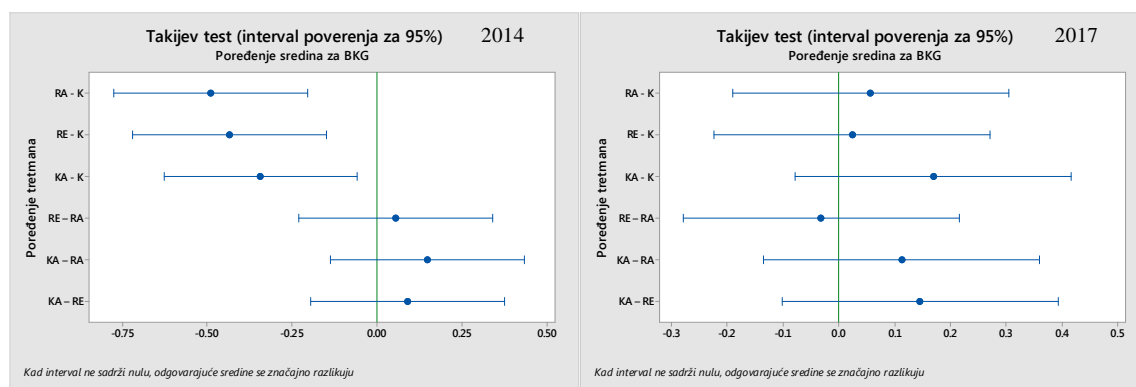 Takijev test (interval poverenja za 95%) 2014
Poređenje sredina za BKG
Poređenje tretmana
RA - K
RE - K
KA - K
RE – RA
KA – RA
KA – RE
-0.75 -0.50 -0.25 0.00 0.25 0.50
Kad interval ne sadrži nulu, odgovarajuće sredine se značajno razlikuju
Takijev test (interval poverenja za 95%) 2017
Poređenje sredina za BKG
Poređenje tretmana
RA - K
RE - K
KA - K
RE – RA
KA – RA
KA – RE
-0.3 -0.2 -0.1 0.0 0.1 0.2 0.3 0.4 0.5
Kad interval ne sadrži nulu, odgovarajuće sredine se značajno razlikuju